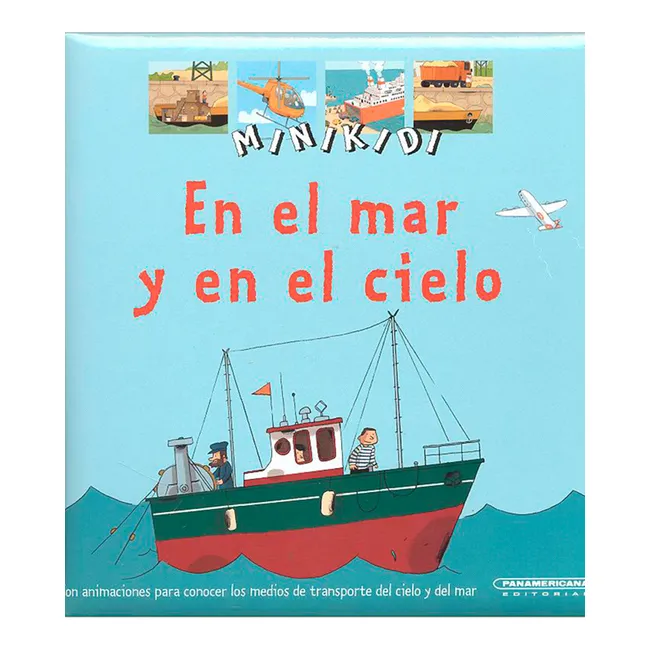 MINIKIDI
En el mar
y en el cielo
on animaciones para conocer los medios de transporte del cielo y del mar
PANAMERICANA
EDITORIAL